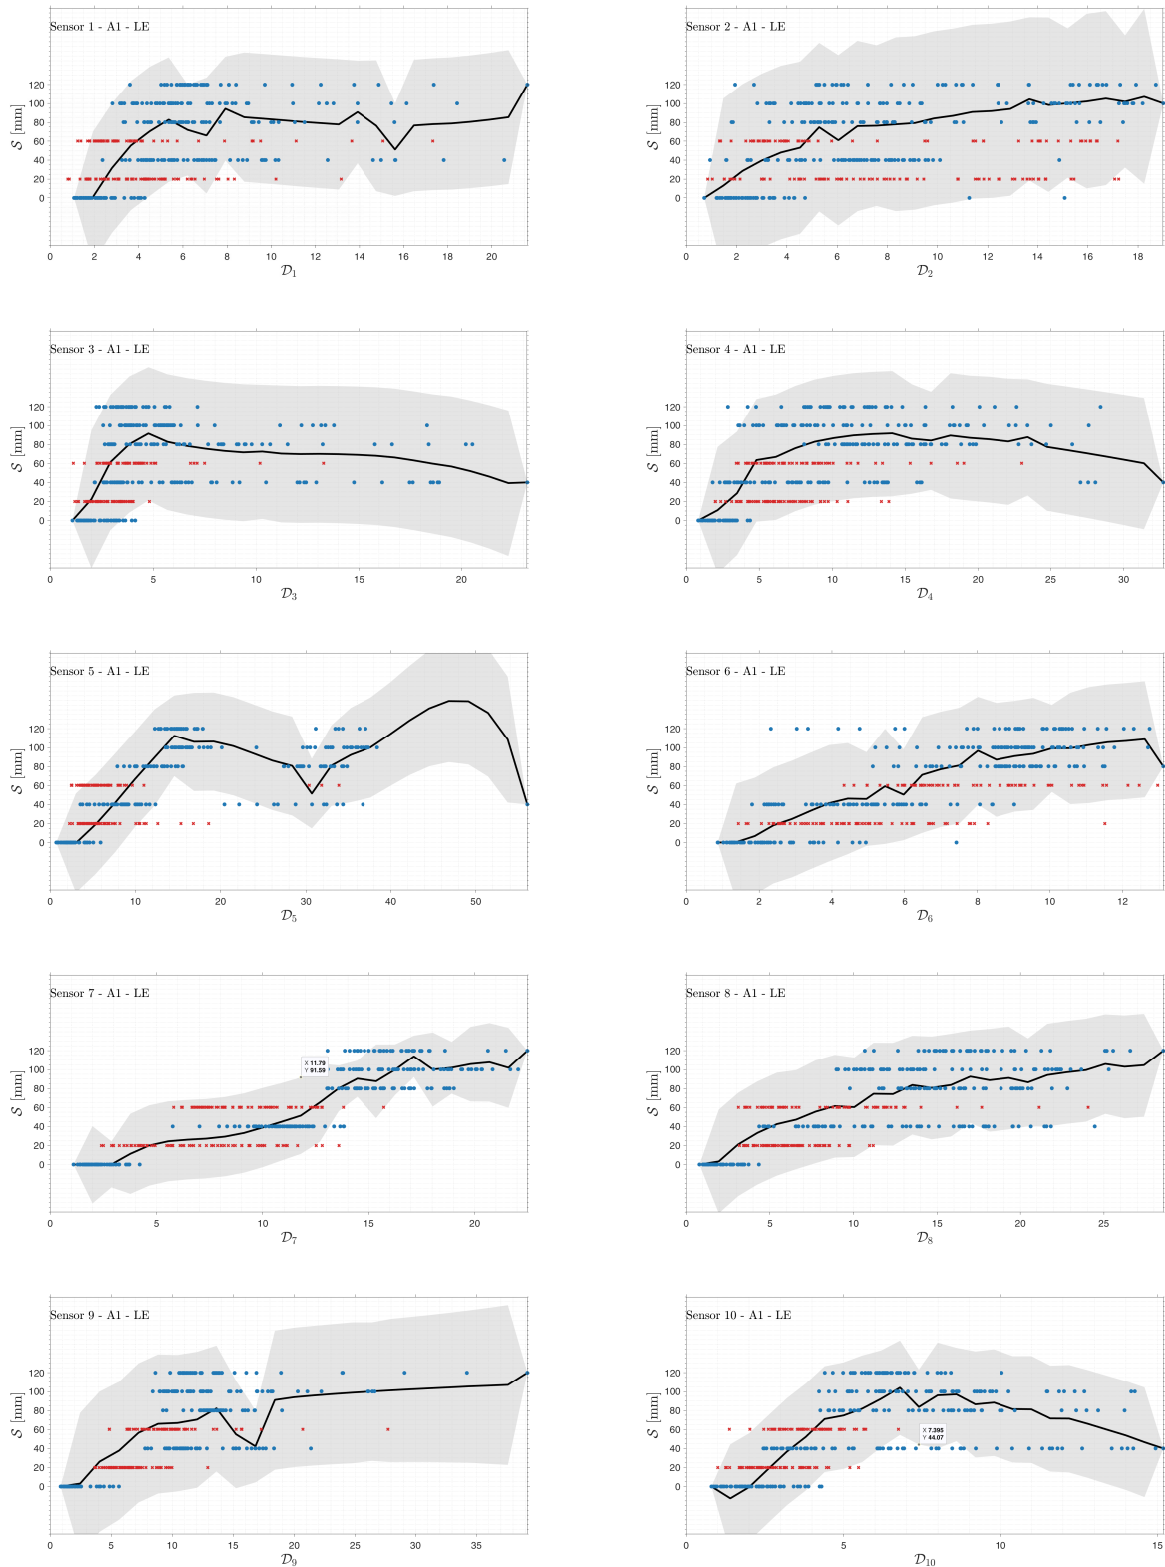 Sensor 1 - A1 - LE
120
100
80
60
40
20
0
S [mm]
0 2 4 6 8 10 12 14 16 18 20
D1
Sensor 2 - A1 - LE
120
100
80
60
40
20
0
S [mm]
0 2 4 6 8 10 12 14 16 18
D2
Sensor 3 - A1 - LE
120
100
80
60
40
20
0
S [mm]
0 5 10 15 20
D3
Sensor 4 - A1 - LE
120
100
80
60
40
20
0
S [mm]
0 5 10 15 20 25 30
D4
Sensor 5 - A1 - LE
120
100
80
60
40
20
0
S [mm]
0 10 20 30 40 50
D5
Sensor 6 - A1 - LE
120
100
80
60
40
20
0
S [mm]
2 4 6 8 10 12
D6
Sensor 7 - A1 - LE
X 11.79
Y 91.59
120
100
80
60
40
20
0
S [mm]
0 5 10 15 20
D7
Sensor 8 - A1 - LE
120
100
80
60
40
20
0
S [mm]
0 5 10 15 20 25
D8
Sensor 9 - A1 - LE
120
100
80
60
40
20
0
S [mm]
0 5 10 15 20 25 30 35
D9
Sensor 10 - A1 - LE
120
100
80
60
40
20
0
X 7.395
Y 44.07
S [mm]
0 5 10 15
D10